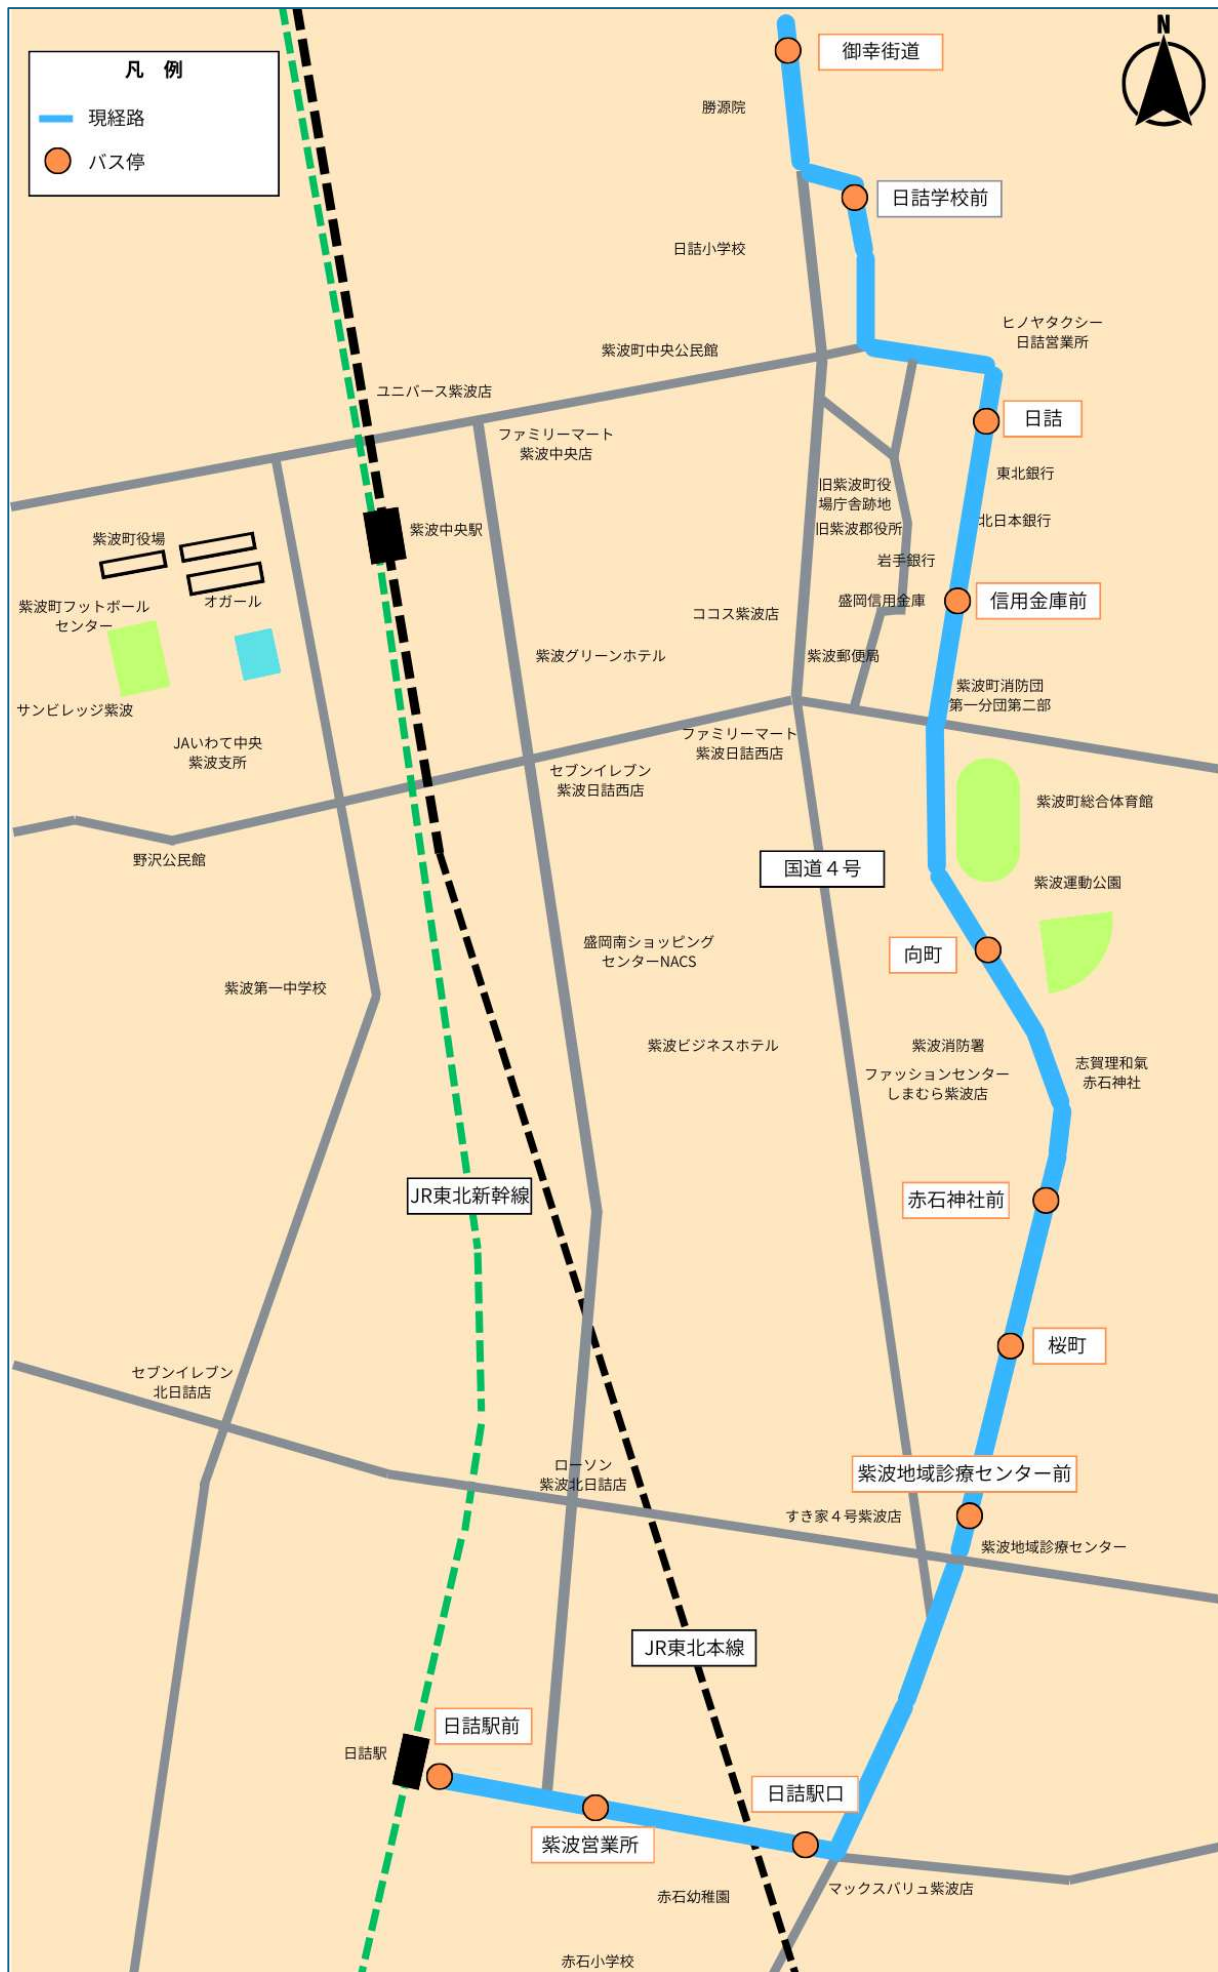 N
凡　例
現経路
バス停
御幸街道
勝源院
日詰学校前
日詰小学校
ヒノヤタクシー
日詰営業所
紫波町中央公民館
ユニバース紫波店
ファミリーマート
紫波中央店
日詰
東北銀行
旧紫波町役
場庁舎跡地
旧紫波郡役所
北日本銀行
紫波中央駅
紫波町役場
岩手銀行
オガール
盛岡信用金庫
信用金庫前
紫波町フットボール
センター
ココス紫波店
紫波グリーンホテル
紫波郵便局
紫波町消防団
第一分団第二部
サンビレッジ紫波
ファミリーマート
紫波日詰西店
JAいわて中央
紫波支所
セブンイレブン
紫波日詰西店
紫波町総合体育館
野沢公民館
国道４号
紫波運動公園
向町
盛岡南ショッピング
センターNACS
紫波第一中学校
紫波ビジネスホテル
紫波消防署
ファッションセンター
しまむら紫波店
志賀理和氣
赤石神社
JR東北新幹線
赤石神社前
桜町
セブンイレブン
北日詰店
ローソン
紫波北日詰店
紫波地域診療センター前
すき家４号紫波店
紫波地域診療センター
JR東北本線
日詰駅前
日詰駅
日詰駅口
紫波営業所
マックスバリュ紫波店
赤石幼稚園
赤石小学校